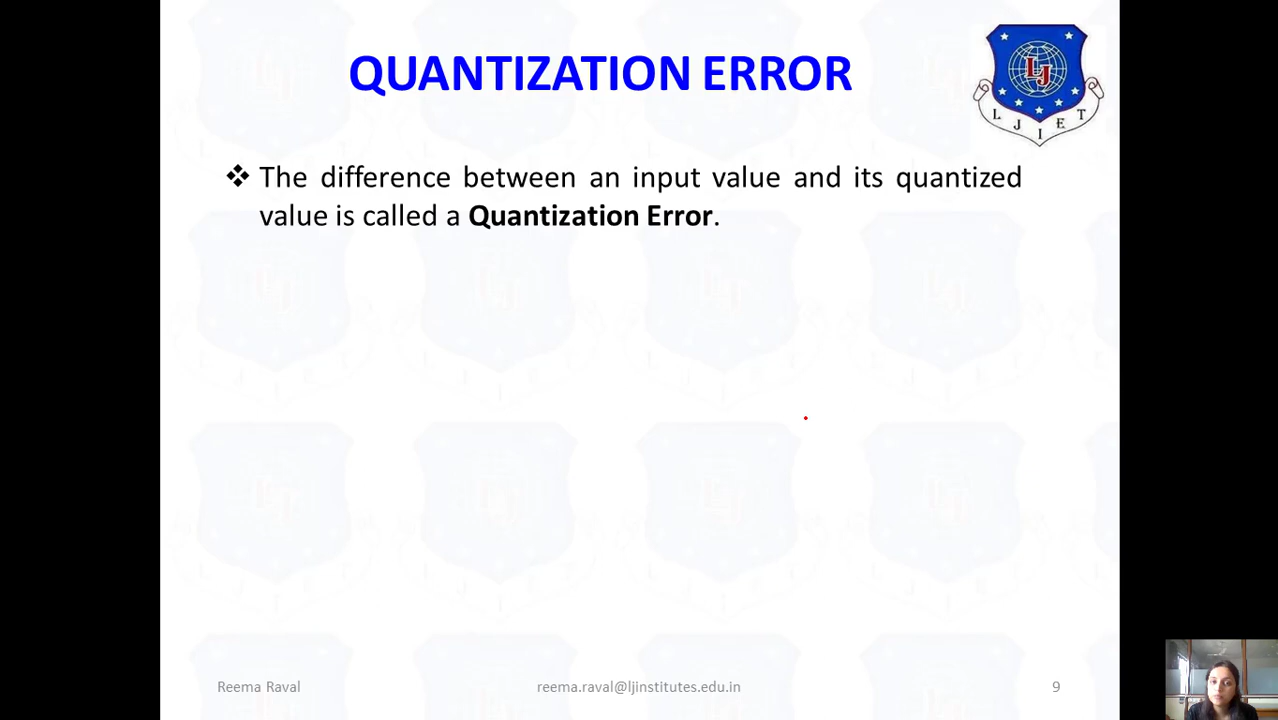 QUANTIZATION ERROR
LJ
L J I E T
❖ The difference between an input value and its quantized
value is called a Quantization Error.
Reema Raval
reema.raval@ljinstitutes.edu.in
9